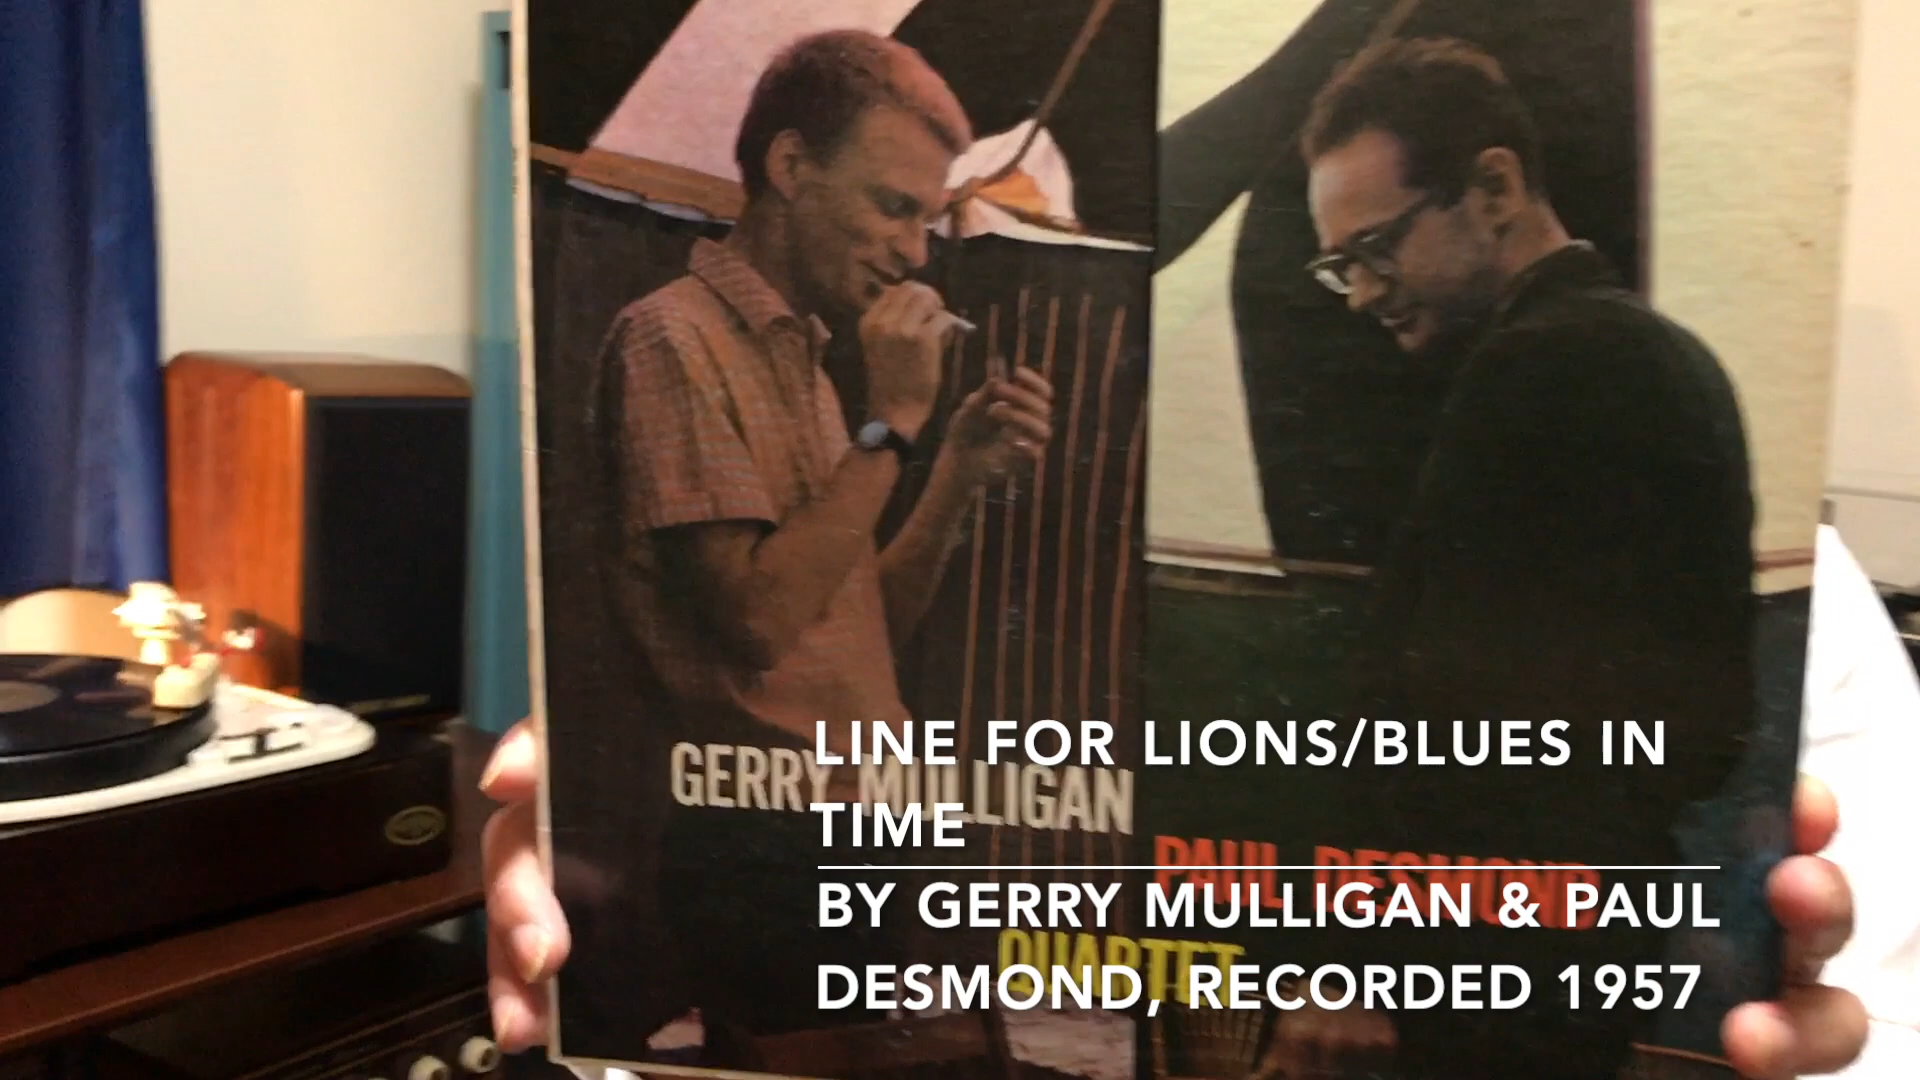 LINE FOR LIONS/BLUES IN
TIME
BY GERRY MULLIGAN & PAUL
DESMOND, RECORDED 1957
GERRY MULLIGAN
PAUL DESMOND
QUARTET